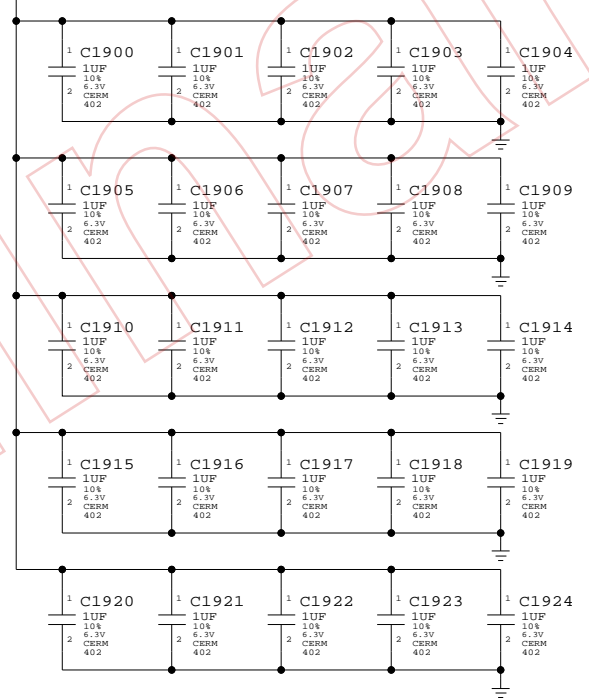 1 C1900 1 C1901 1 C1902 1 C1903 1 C1904
1UF 1UF 1UF 1UF 1UF
10% 10% 10% 10% 10%
2 6.3V 2 6.3V 2 6.3V 2 6.3V 2 6.3V
CERM CERM CERM CERM CERM
402 402 402 402 402
1 C1905 1 C1906 1 C1907 1 C1908 1 C1909
1UF 1UF 1UF 1UF 1UF
10% 10% 10% 10% 10%
2 6.3V 2 6.3V 2 6.3V 2 6.3V 2 6.3V
CERM CERM CERM CERM CERM
402 402 402 402 402
1 C1910 1 C1911 1 C1912 1 C1913 1 C1914
1UF 1UF 1UF 1UF 1UF
10% 10% 10% 10% 10%
2 6.3V 2 6.3V 2 6.3V 2 6.3V 2 6.3V
CERM CERM CERM CERM CERM
402 402 402 402 402
1 C1915 1 C1916 1 C1917 1 C1918 1 C1919
1UF 1UF 1UF 1UF 1UF
10% 10% 10% 10% 10%
2 6.3V 2 6.3V 2 6.3V 2 6.3V 2 6.3V
CERM CERM CERM CERM CERM
402 402 402 402 402
1 C1920 1 C1921 1 C1922 1 C1923 1 C1924
1UF 1UF 1UF 1UF 1UF
10% 10% 10% 10% 10%
2 6.3V 2 6.3V 2 6.3V 2 6.3V 2 6.3V
CERM CERM CERM CERM CERM
402 402 402 402 402